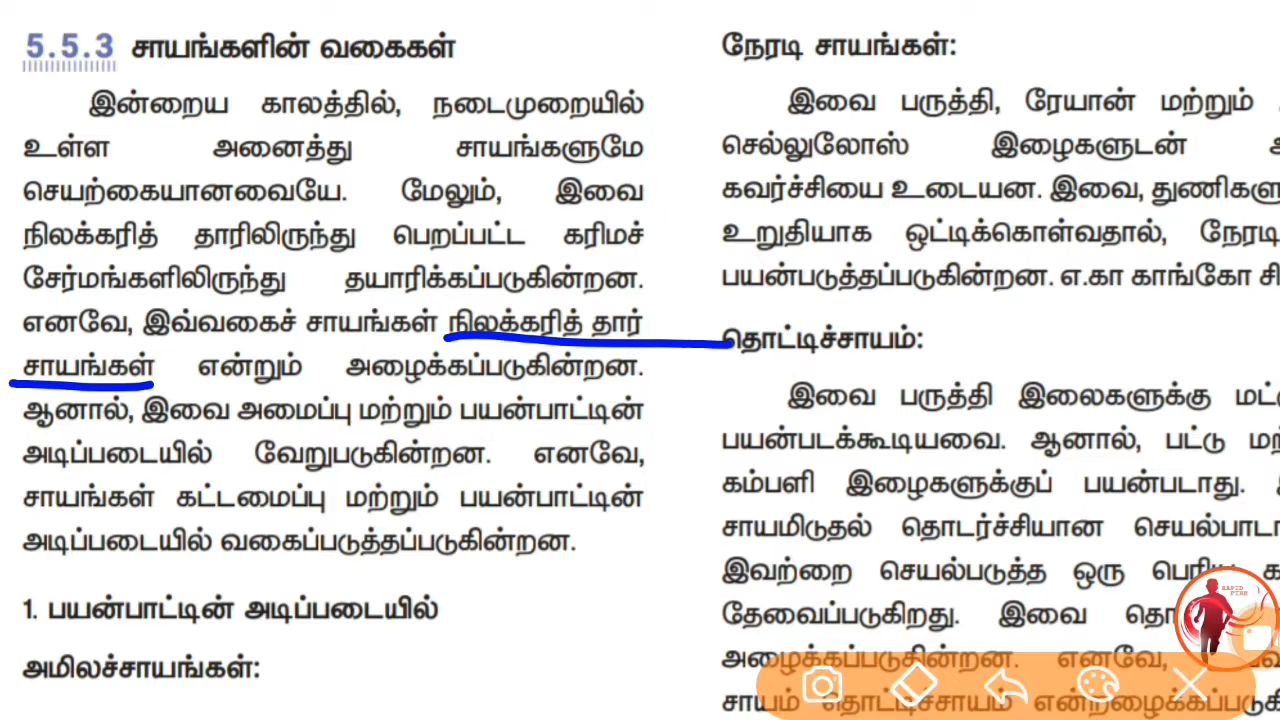 5.5.3 சாயங்களின் வகைகள்
இன்றைய காலத்தில், நடைமுறையில்
உள்ள அனைத்து சாயங்களுமே
செயற்கையானவையே. மேலும், இவை
நிலக்கரித் தாரிலிருந்து பெறப்பட்ட கரிமச்
சேர்மங்களிலிருந்து தயாரிக்கப்படுகின்றன.
எனவே, இவ்வகைச் சாயங்கள் நிலக்கரித் தார்
சாயங்கள் என்றும் அழைக்கப்படுகின்றன.
ஆனால், இவை அமைப்பு மற்றும் பயன்பாட்டின்
அடிப்படையில் வேறுபடுகின்றன. எனவே,
சாயங்கள் கட்டமைப்பு மற்றும் பயன்பாட்டின்
அடிப்படையில் வகைப்படுத்தப்படுகின்றன.
1. பயன்பாட்டின் அடிப்படையில்
அமிலச்சாயங்கள்:
நேரடி சாயங்கள்:
இவை பருத்தி, ரேயான் மற்றும்
செல்லுலோஸ் இழைகளுடன்
கவர்ச்சியை உடையன. இவை, துணிகளு
உறுதியாக ஒட்டிக்கொள்வதால், நேரடி
பயன்படுத்தப்படுகின்றன. எ.கா காங்கோ சி
தொட்டிச்சாயம்:
இவை பருத்தி இலைகளுக்கு மட்
பயன்படக்கூடியவை. ஆனால், பட்டு மற்
கம்பளி இழைகளுக்குப் பயன்படாது.
சாயமிடுதல் தொடர்ச்சியான செயல்பாடா
இவற்றை செயல்படுத்த ஒரு பெரிய க
தேவைப்படுகிறது. இவை தொ
அழைக்கப்படுகின்றன. எனவே,
சாயம் தொட்டிச்சாயம் என்றழைக்கப்படுகி
RAPID
FIRE